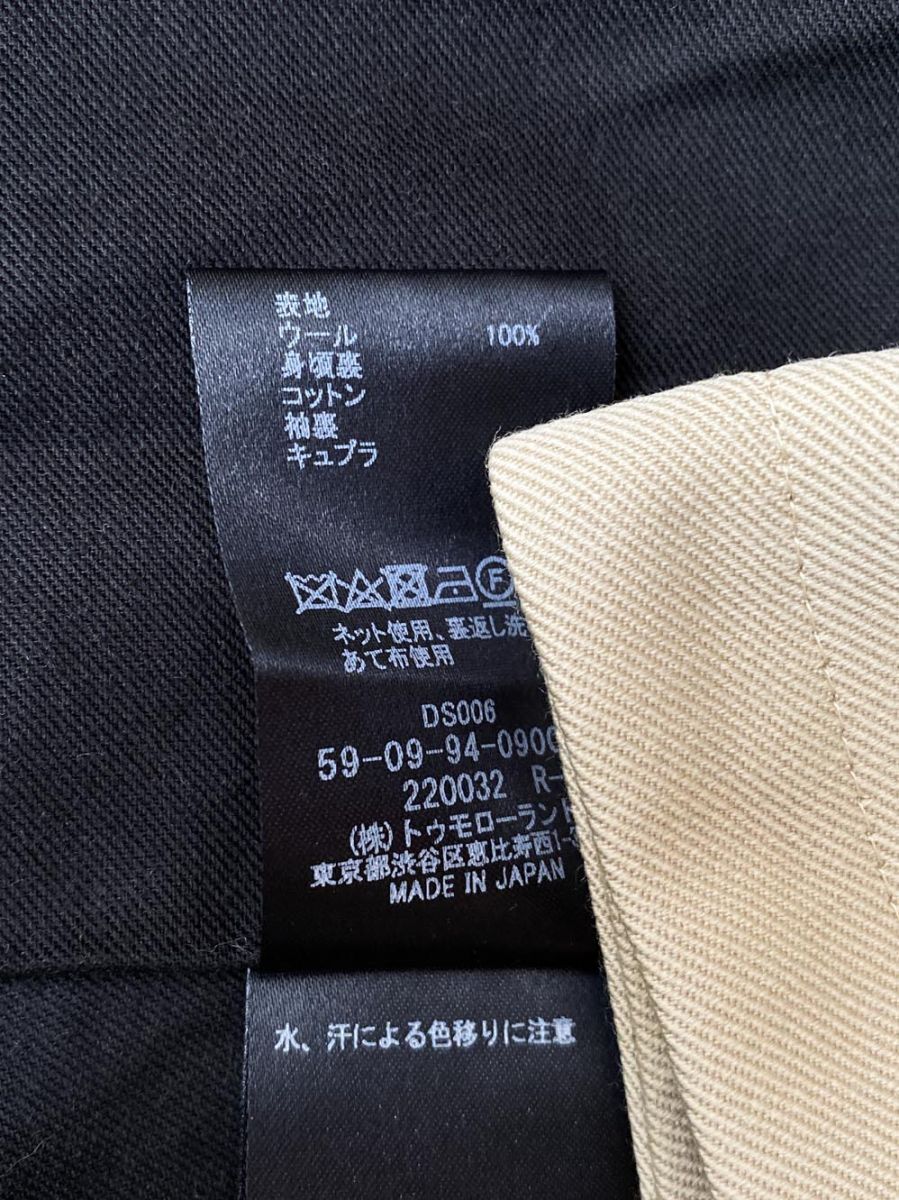 表地
ウール 100%
身頃裏
コットン
袖裏
キュプラ
F
ネット使用、裏返し洗
あて布使用
DS006
59-09-94-090
220032 R-
(株)トゥモローランド
東京都渋谷区恵比寿西1-
MADE IN JAPAN
水、汗による色移りに注意